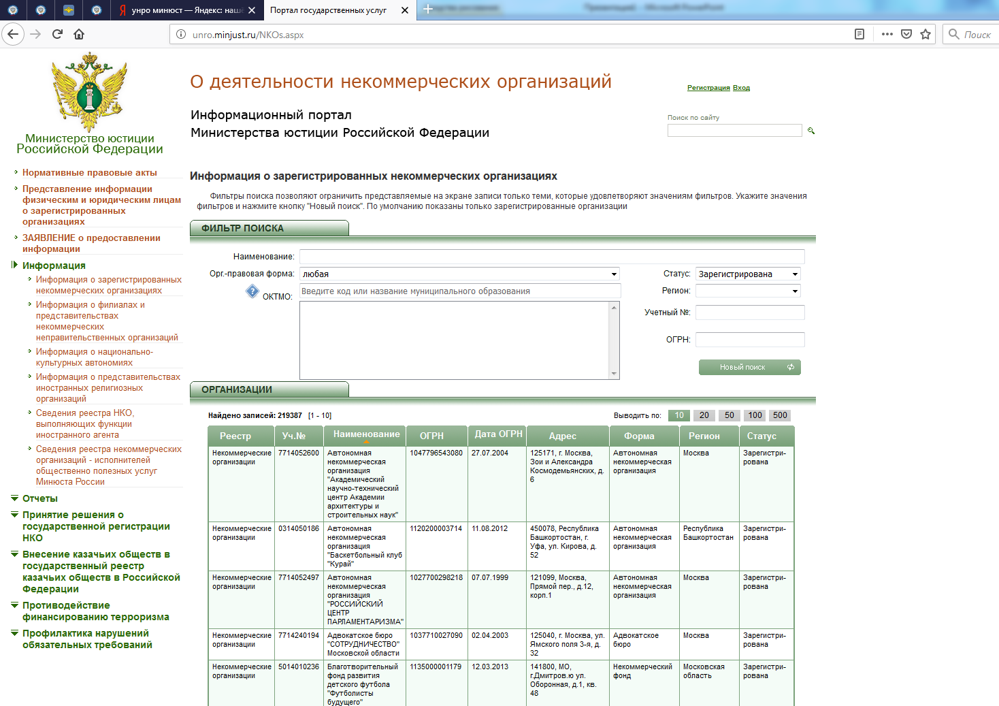 унро минюст — Яндекс: наш
Портал государственных услуг
Презентация1 - Microsoft PowerPoint
unro.minjust.ru/NKOs.aspx
Поиск
Министерство юстиции
Российской Федерации
О деятельности некоммерческих организаций
Регистрация Вход
Информационный портал
Министерства юстиции Российской Федерации
Поиск по сайту
Нормативные правовые акты
Представление информации
физическим и юридическим лицам
о зарегистрированных
организациях
ЗАЯВЛЕНИЕ о предоставлении
информации
Информация
Информация о зарегистрированных
некоммерческих организациях
Информация о филиалах и
представительствах
некоммерческих
неправительственных организаций
Информация о национально-
культурных автономиях
Информация о представительствах
иностранных религиозных
организаций
Сведения реестра НКО,
выполняющих функции
иностранного агента
Сведения реестра некоммерческих
организаций - исполнителей
общественно полезных услуг
Минюста России
Отчеты
Принятие решения о
государственной регистрации
НКО
Внесение казачьих обществ в
государственный реестр
казачьих обществ в Российской
Федерации
Противодействие
финансированию терроризма
Профилактика нарушений
обязательных требований
Информация о зарегистрированных некоммерческих организациях
Фильтры поиска позволяют ограничить представляемые на экране записи только теми, которые удовлетворяют значениям фильтров. Укажите значения
фильтров и нажмите кнопку "Новый поиск". По умолчанию показаны только зарегистрированные организации
ФИЛЬТР ПОИСКА
Наименование:
Орг.-правовая форма: любая
Статус: Зарегистрирована
ОКТМО: Введите код или название муниципального образования
Регион:
Учетный №:
ОГРН:
Новый поиск
ОРГАНИЗАЦИИ
Найдено записей: 219387 [1 - 10]
Выводить по: 10 20 50 100 500
Реестр Уч.№ Наименование ОГРН Дата ОГРН Адрес Форма Регион Статус
Некоммерческие 7714052600 Автономная 1047796543080 27.07.2004 125171, г. Москва, Автономная Москва Зарегистри-
организации некоммерческая Зои и Александра некоммерческая рована
организация Космодемьянских, д. организация
"Академический 6
научно-технический
центр Академии
архитектуры и
строительных наук"
Некоммерческие 0314050186 Автономная 1120200003714 11.08.2012 450078, Республика Автономная Республика Зарегистри-
организации некоммерческая Башкортостан, г. некоммерческая Башкортостан рована
организация Уфа, ул. Кирова, д. организация
"Баскетбольный клуб 52
"Курай"
Некоммерческие 7714052497 Автономная 1027700298218 07.07.1999 121099, Москва, Автономная Москва Зарегистри-
организации некоммерческая Прямой пер., д.12, некоммерческая рована
организация корп.1 организация
"РОССИЙСКИЙ
ЦЕНТР
ПАРЛАМЕНТАРИЗМА"
Некоммерческие 7714240194 Адвокатское бюро 1037710027090 02.04.2003 125040, г. Москва, ул. Адвокатское Москва Зарегистри-
организации "СОТРУДНИЧЕСТВО" Ямского поля 3-я, д. бюро рована
Московской области 32
Некоммерческие 5014010236 Благотворительный 1135000001179 12.03.2013 141800, МО, Некоммерческий Московская Зарегистри-
организации фонд развития г.Дмитров.ю ул. фонд область рована
детского футбола Оборонная, д.1, кв.
"Футболисты 48
будущего"